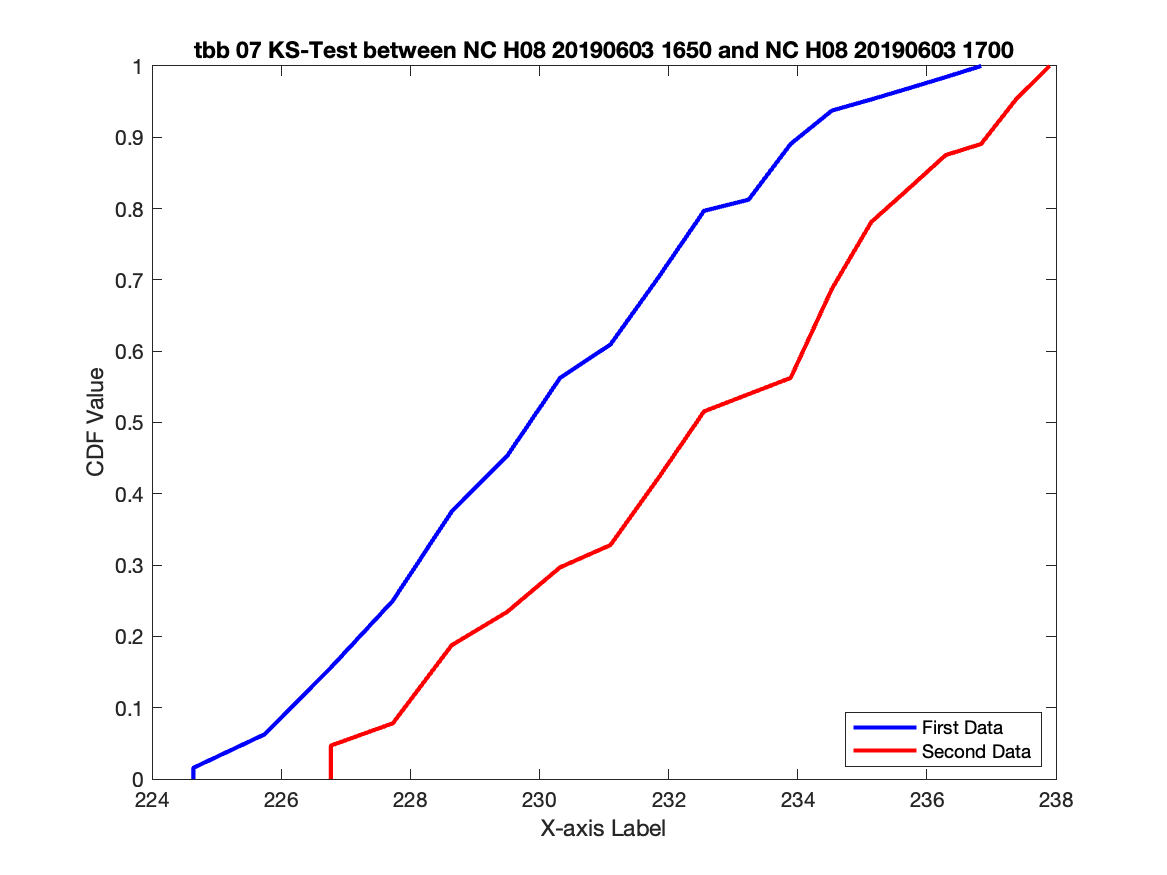 tbb 07 KS-Test between NC H08 20190603 1650 and NC H08 20190603 1700
1
0.9
0.8
0.7
0.6
0.5
0.4
0.3
0.2
0.1
0
CDF Value
First Data
Second Data
224 226 228 230 232 234 236 238
X-axis Label